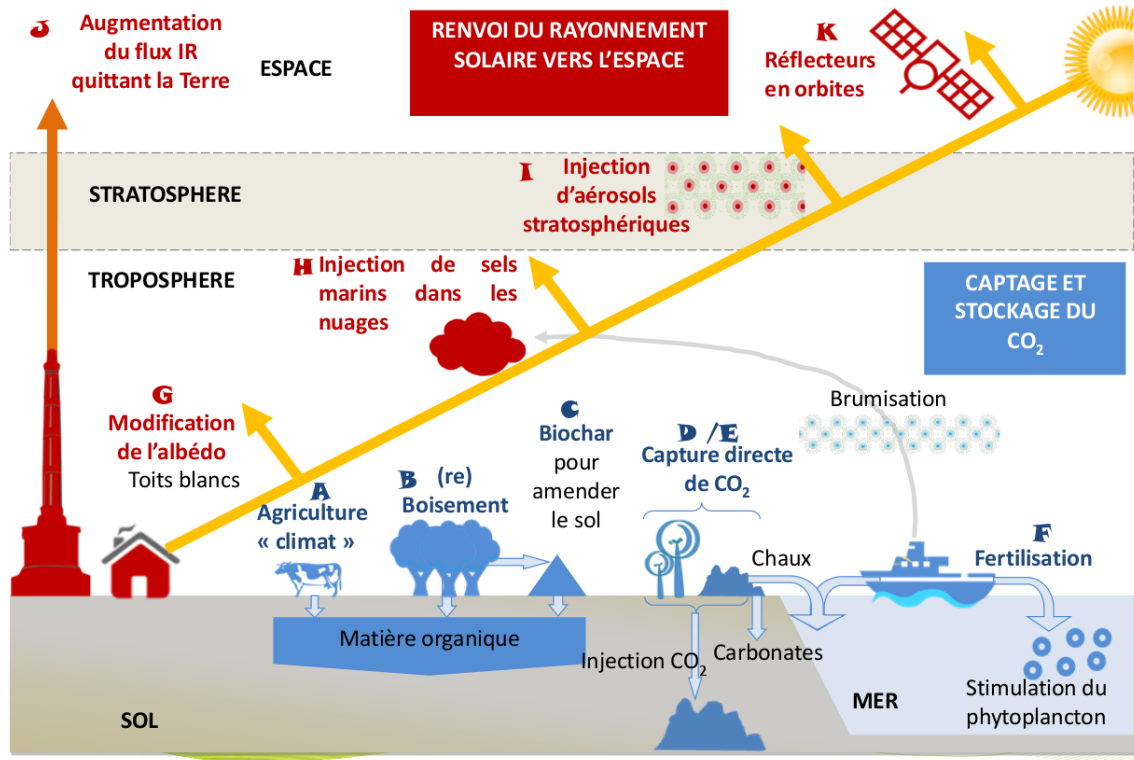 J Augmentation
du flux IR
quittant la Terre
ESPACE
RENVOI DU RAYONNEMENT
SOLAIRE VERS L'ESPACE
K
Réflecteurs
en orbites
STRATOSPHERE
I Injection
d'aérosols
stratosphériques
TROPOSPHERE
H Injection de sels
marins dans les
nuages
CAPTAGE ET
STOCKAGE DU
CO₂
G
Modification
de l'albédo
Toits blancs
A
Agriculture
« climat »
B (re)
Boisement
C
Biochar
pour
amender
le sol
D /E
Capture directe
de CO₂
Brumisation
Chaux
F
Fertilisation
Matière organique
Injection CO₂
Carbonates
SOL
MER
Stimulation du
phytoplancton